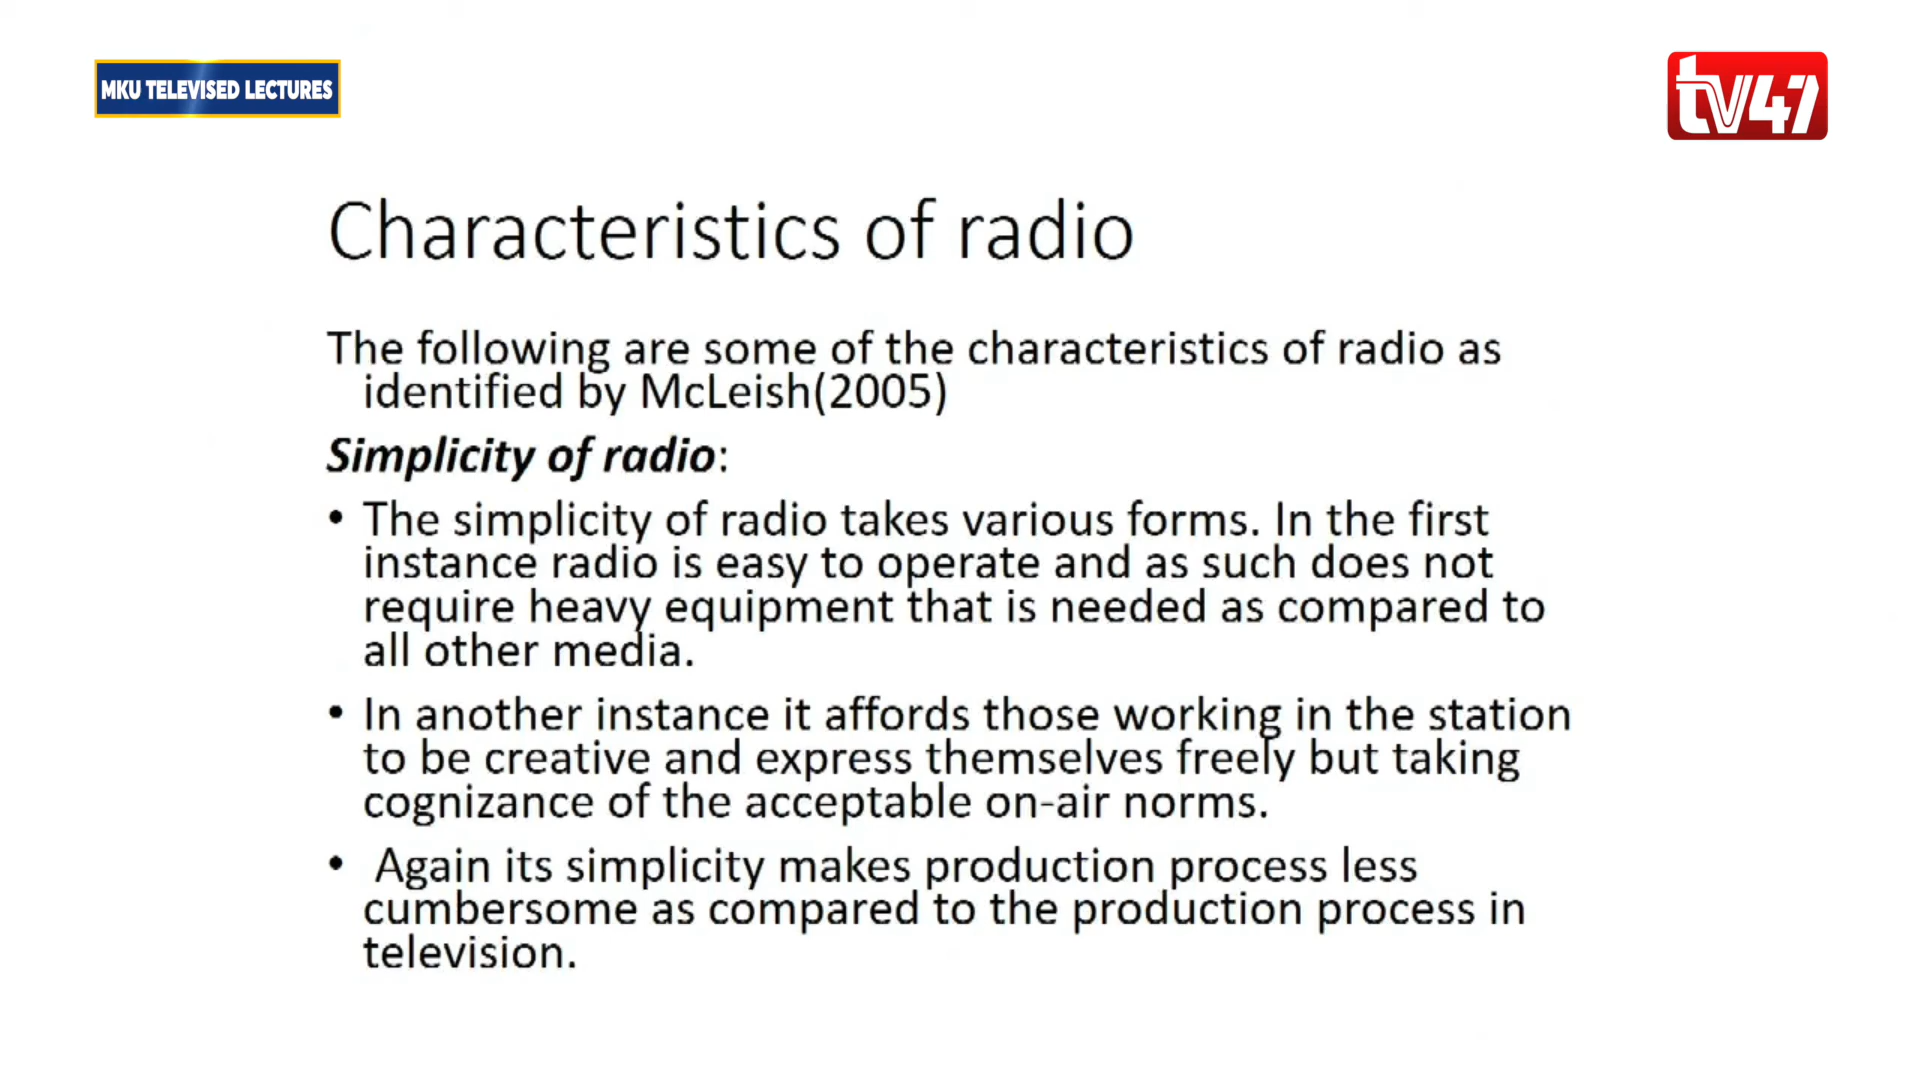 MKU TELEVISED LECTURES
tv47
Characteristics of radio
The following are some of the characteristics of radio as
identified by McLeish(2005)
Simplicity of radio:
• The simplicity of radio takes various forms. In the first
instance radio is easy to operate and as such does not
require heavy equipment that is needed as compared to
all other media.
• In another instance it affords those working in the station
to be creative and express themselves freely but taking
cognizance of the acceptable on-air norms.
• Again its simplicity makes production process less
cumbersome as compared to the production process in
television.